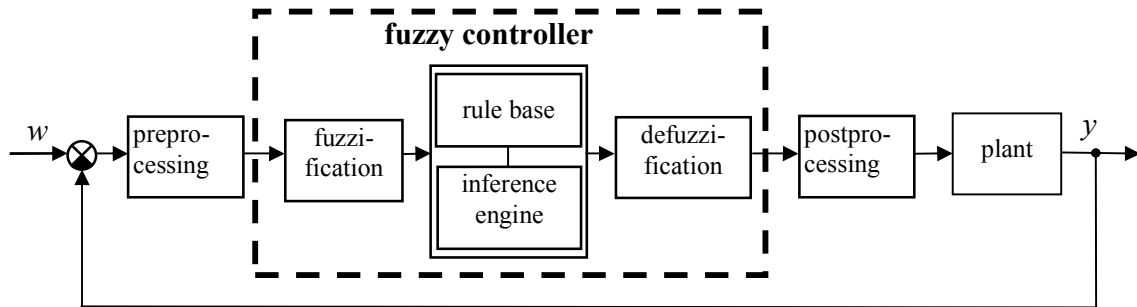 fuzzy controller
w
prepro-
cessing
fuzzi-
fication
rule base
inference
engine
defuzzi-
fication
postpro-
cessing
plant
y